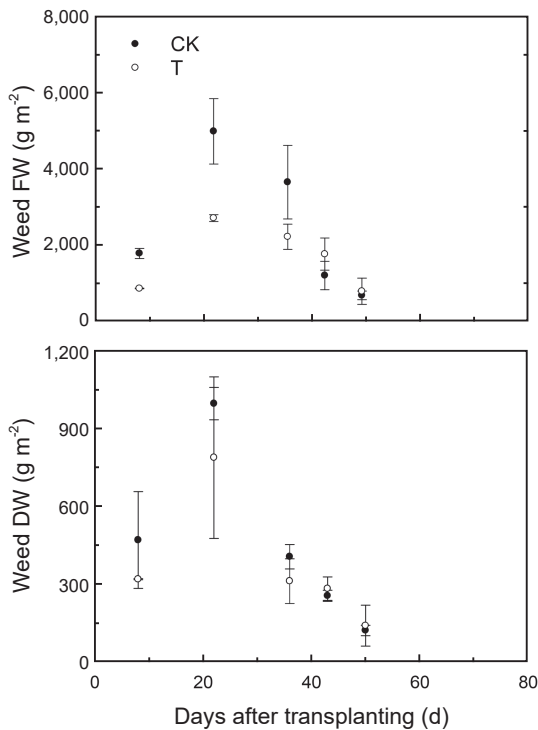 8,000
6,000
4,000
2,000
0
Weed FW (g m⁻²)
CK
T
1,200
900
600
300
0
Weed DW (g m⁻²)
0 20 40 60 80
Days after transplanting (d)